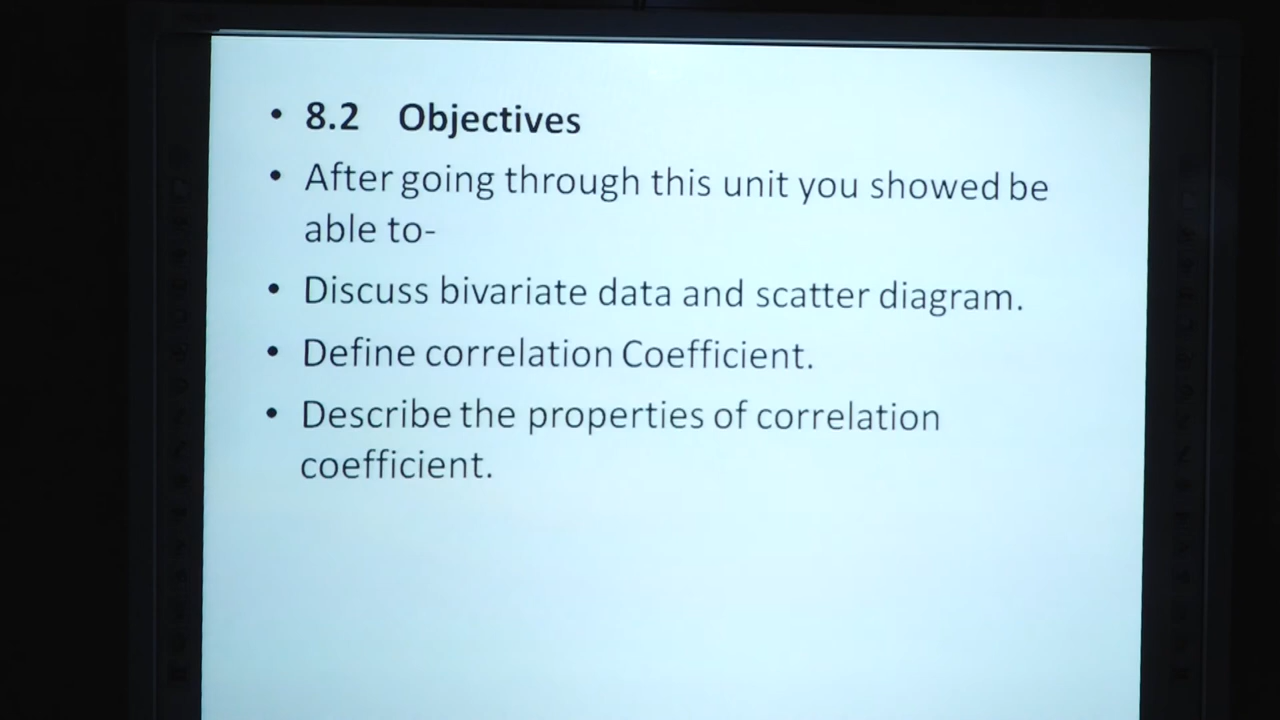 • 8.2 Objectives
• After going through this unit you showed be
able to-
• Discuss bivariate data and scatter diagram.
• Define correlation Coefficient.
• Describe the properties of correlation
coefficient.